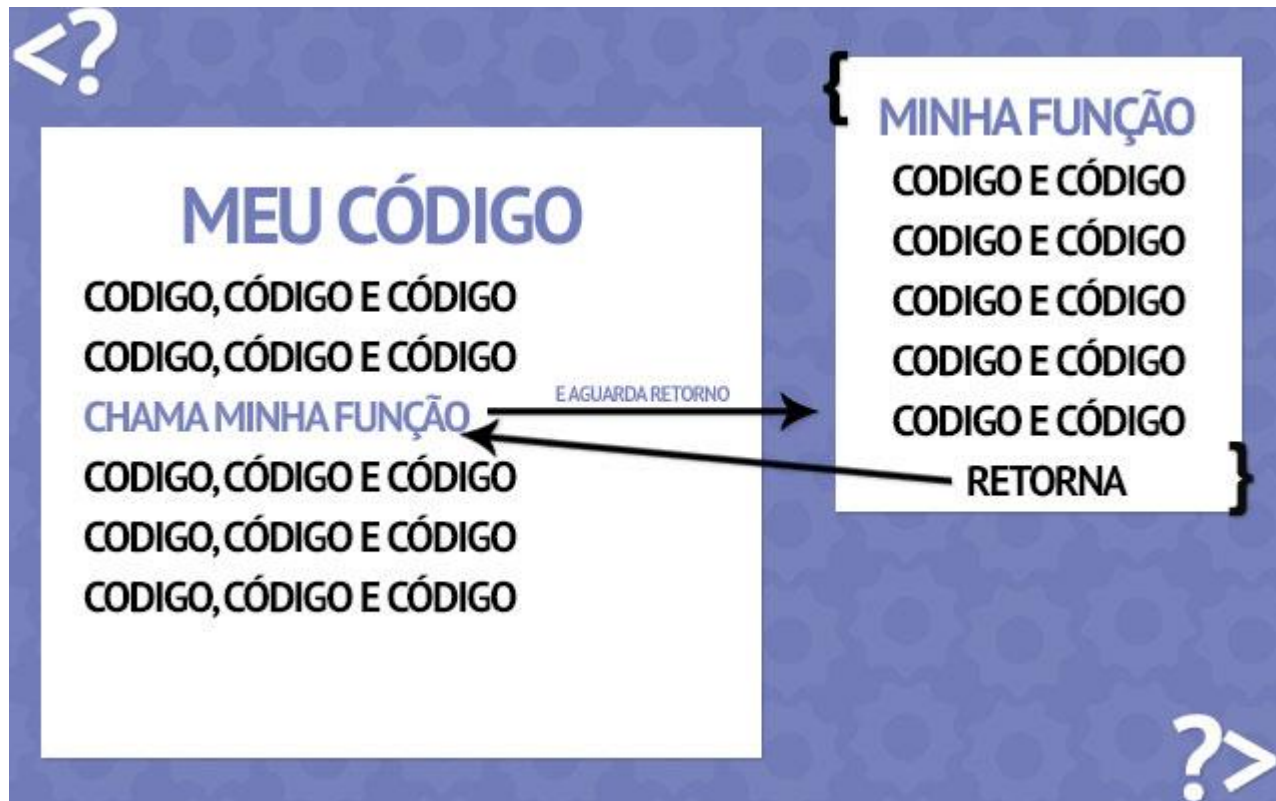 <?
MEU CÓDIGO
CODIGO, CÓDIGO E CÓDIGO
CODIGO, CÓDIGO E CÓDIGO
CHAMA MINHA FUNÇÃO
E AGUARDA RETORNO
CODIGO, CÓDIGO E CÓDIGO
CODIGO, CÓDIGO E CÓDIGO
CODIGO, CÓDIGO E CÓDIGO
{
MINHA FUNÇÃO
CODIGO E CÓDIGO
CODIGO E CÓDIGO
CODIGO E CÓDIGO
CODIGO E CÓDIGO
CODIGO E CÓDIGO
RETORNA
}
?>